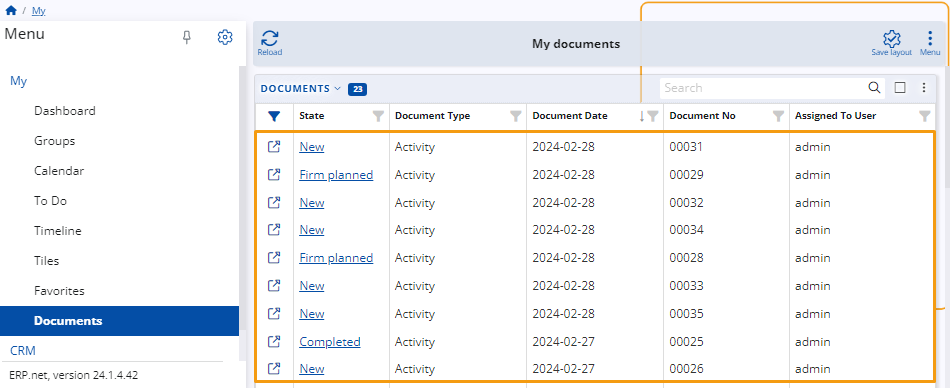 / My
Menu
My
Dashboard
Groups
Calendar
To Do
Timeline
Tiles
Favorites
Documents
CRM
ERP.net, version 24.1.4.42
Reload
My documents
Save layout
Menu
DOCUMENTS 23
Search
State Document Type Document Date Document No Assigned To User
New Activity 2024-02-28 00031 admin
Firm planned Activity 2024-02-28 00029 admin
New Activity 2024-02-28 00032 admin
New Activity 2024-02-28 00034 admin
Firm planned Activity 2024-02-28 00028 admin
New Activity 2024-02-28 00033 admin
New Activity 2024-02-28 00035 admin
Completed Activity 2024-02-27 00025 admin
New Activity 2024-02-27 00026 admin